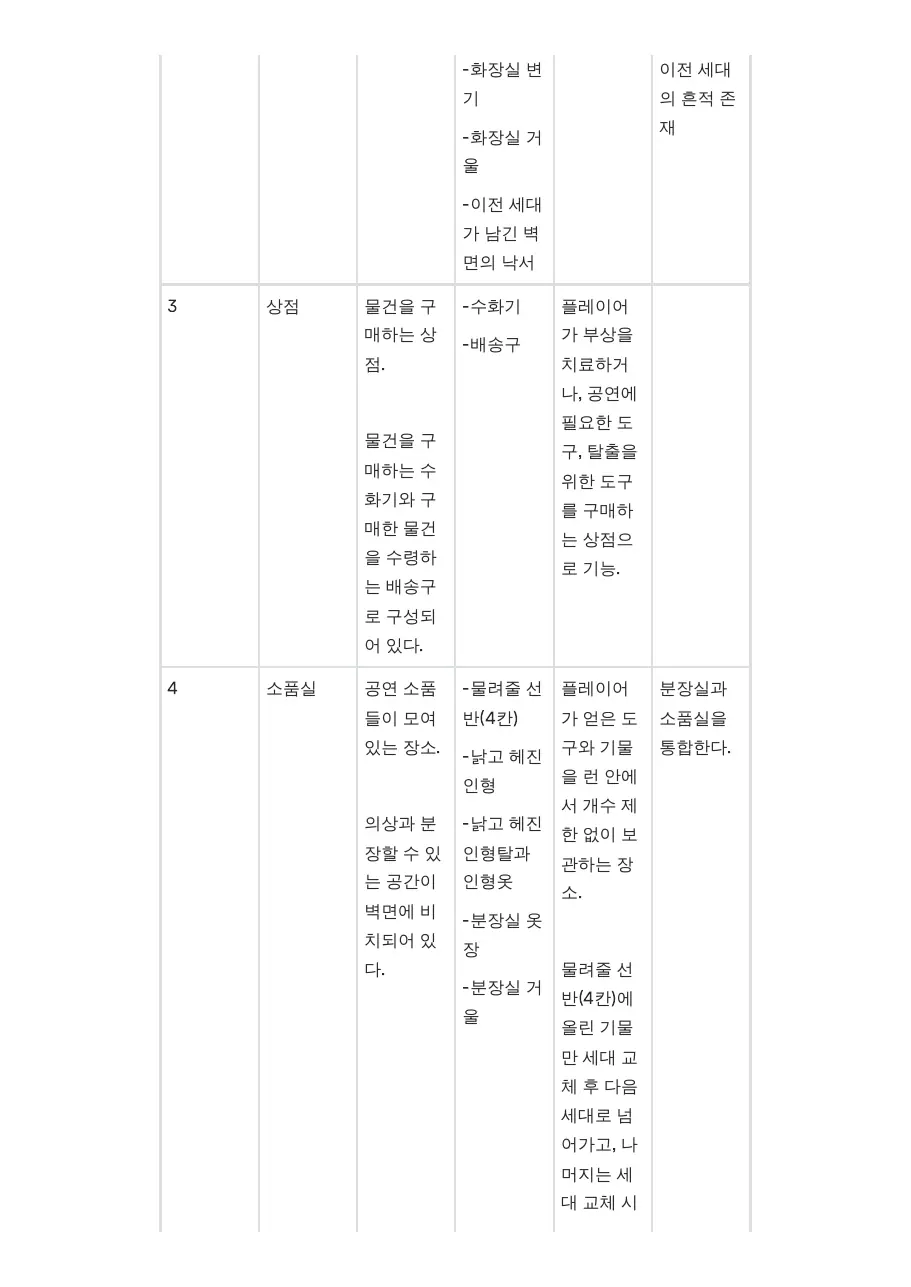 -화장실 변
기
-화장실 거
울
-이전 세대
가 남긴 벽
면의 낙서
이전 세대
의 흔적 존
재
3
상점
물건을 구
매하는 상
점.
물건을 구
매하는 수
화기와 구
매한 물건
을 수령하
는 배송구
로 구성되
어 있다.
-수화기
-배송구
플레이어
가 부상을
치료하거
나, 공연에
필요한 도
구, 탈출을
위한 도구
를 구매하
는 상점으
로 기능.
4
소품실
공연 소품
들이 모여
있는 장소.
의상과 분
장할 수 있
는 공간이
벽면에 비
치되어 있
다.
-물려줄 선
반(4칸)
-낡고 헤진
인형
-낡고 헤진
인형탈과
인형옷
-분장실 옷
장
-분장실 거
울
플레이어
가 얻은 도
구와 기물
을 런 안에
서 개수 제
한 없이 보
관하는 장
소.
물려줄 선
반(4칸)에
올린 기물
만 세대 교
체 후 다음
세대로 넘
어가고, 나
머지는 세
대 교체 시
분장실과
소품실을
통합한다.